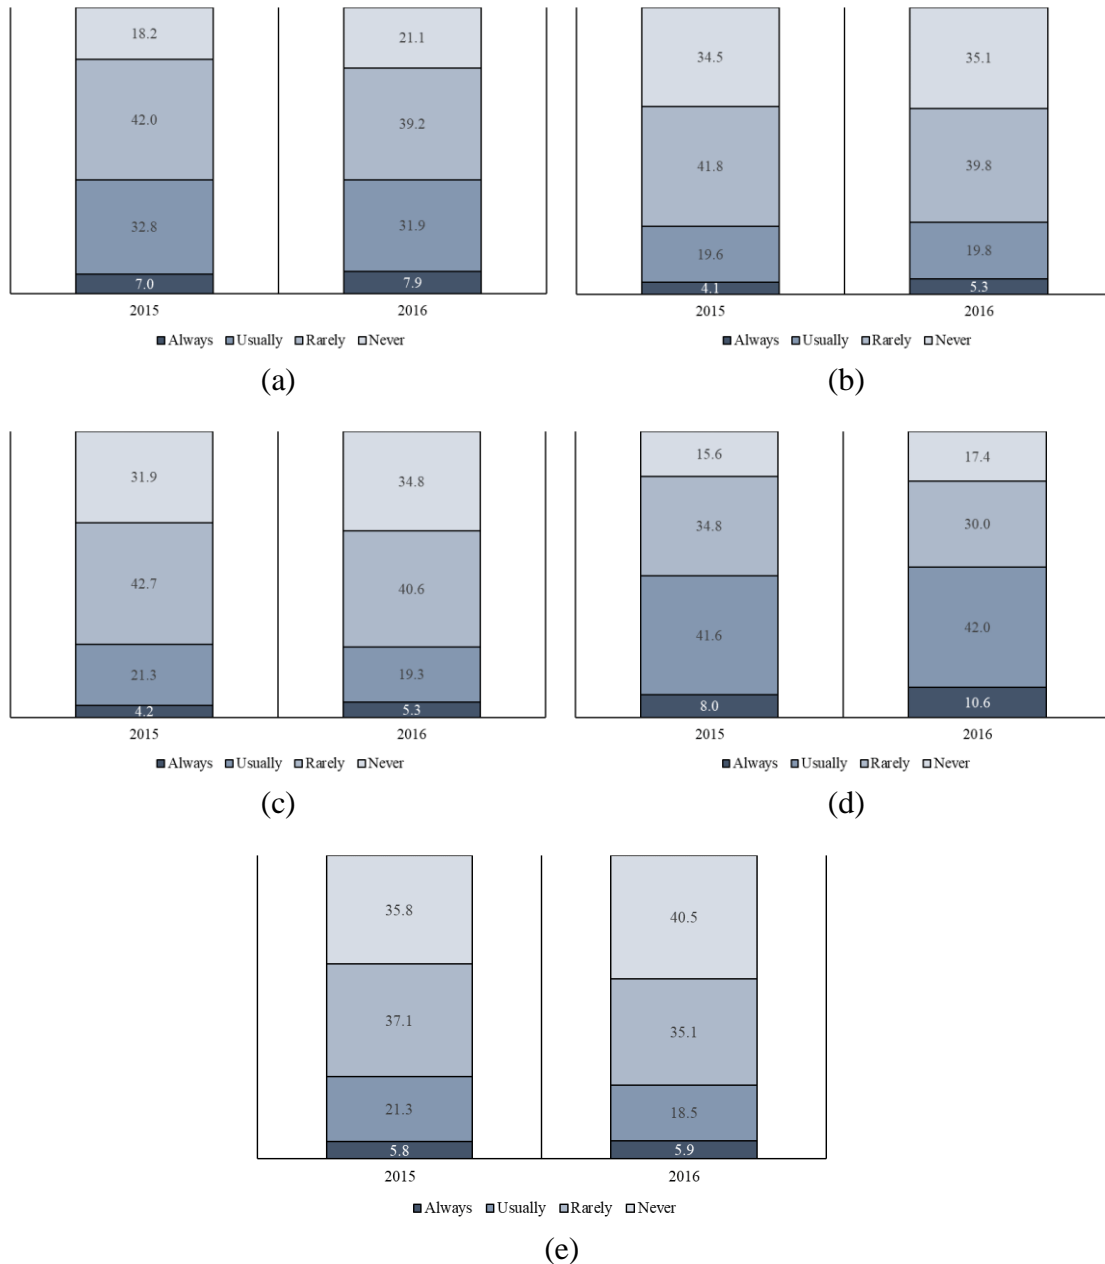 18.2 21.1 34.5 35.1
42.0 39.2 41.8 39.8
32.8 31.9 19.6 19.8
7.0 7.9 4.1 5.3
2015 2016 2015 2016
Always Usually Rarely Never Always Usually Rarely Never
(a) (b)
31.9 34.8 15.6 17.4
42.7 40.6 34.8 30.0
21.3 19.3 41.6 42.0
4.2 5.3 8.0 10.6
2015 2016 2015 2016
Always Usually Rarely Never Always Usually Rarely Never
(c) (d)
35.8 40.5
37.1 35.1
21.3 18.5
5.8 5.9
2015 2016
Always Usually Rarely Never
(e)